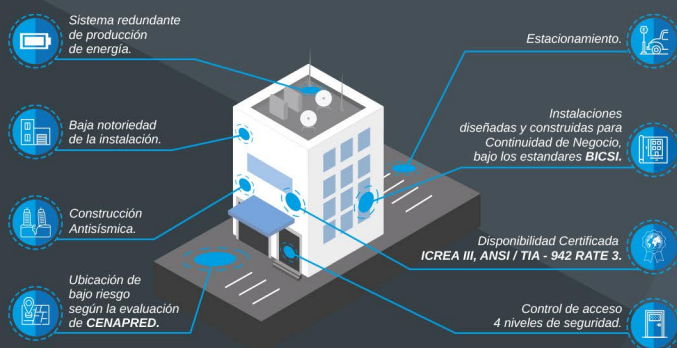 Sistema redundante
de producción
de energía.
Baja notoriedad
de la instalación.
Construcción
Antisísmica.
Ubicación de
bajo riesgo
según la evaluación
de CENAPRED.
Estacionamiento.
Instalaciones
diseñadas y construidas para
Continuidad de Negocio,
bajo los estandares BICSI.
Disponibilidad Certificada
ICREA III, ANSI / TIA - 942 RATE 3.
Control de acceso
4 niveles de seguridad.